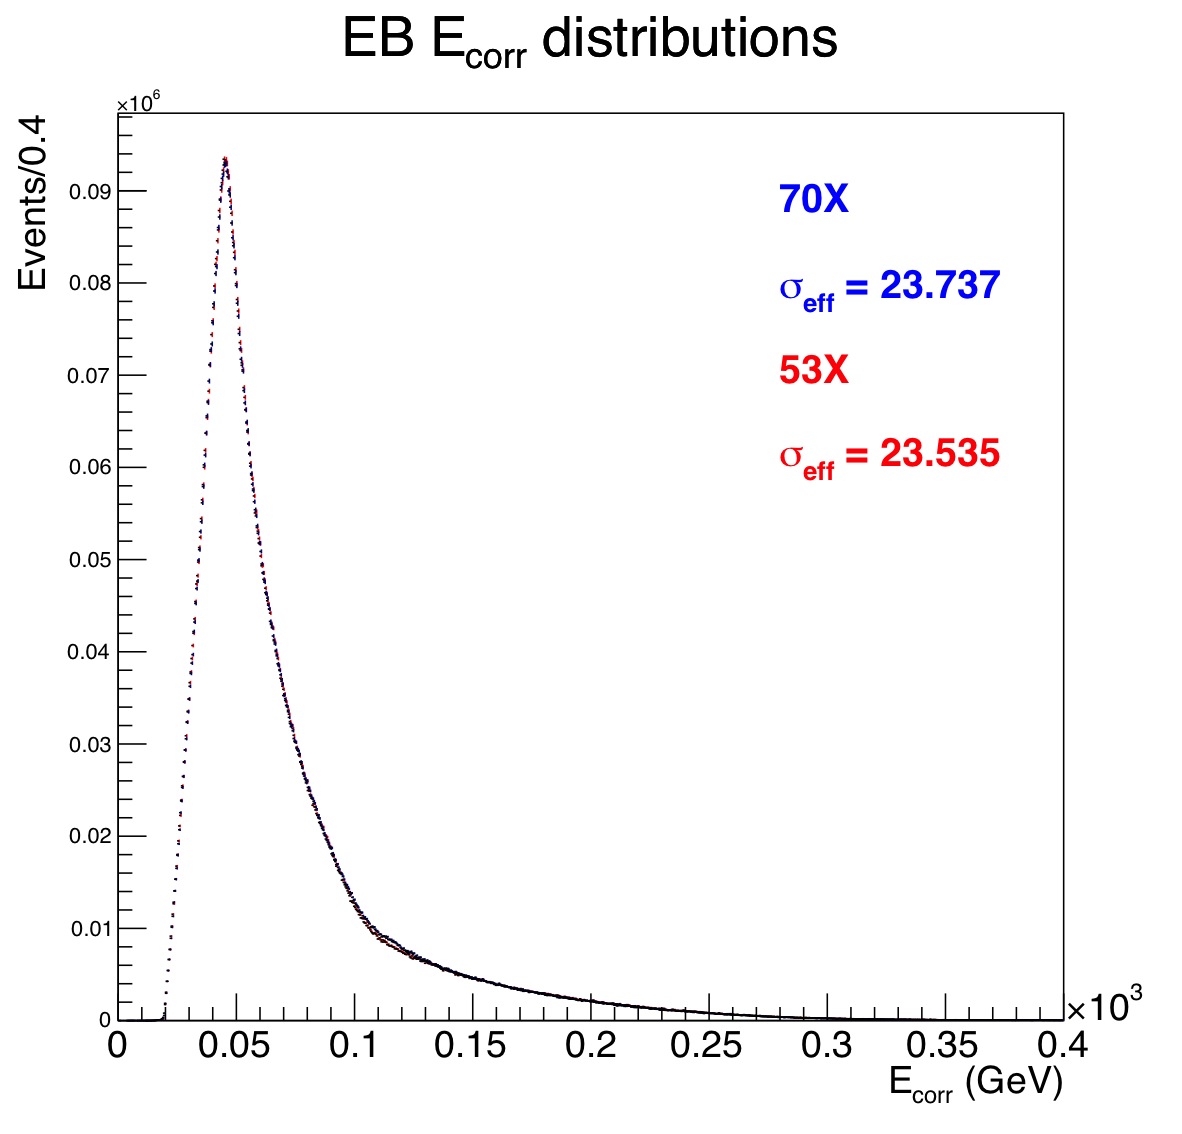 EB E_corr distributions
×10^6
Events/0.4
0.09
0.08
0.07
0.06
0.05
0.04
0.03
0.02
0.01
0
70X
σ_eff = 23.737
53X
σ_eff = 23.535
0 0.05 0.1 0.15 0.2 0.25 0.3 0.35 0.4
×10^3
E_corr (GeV)